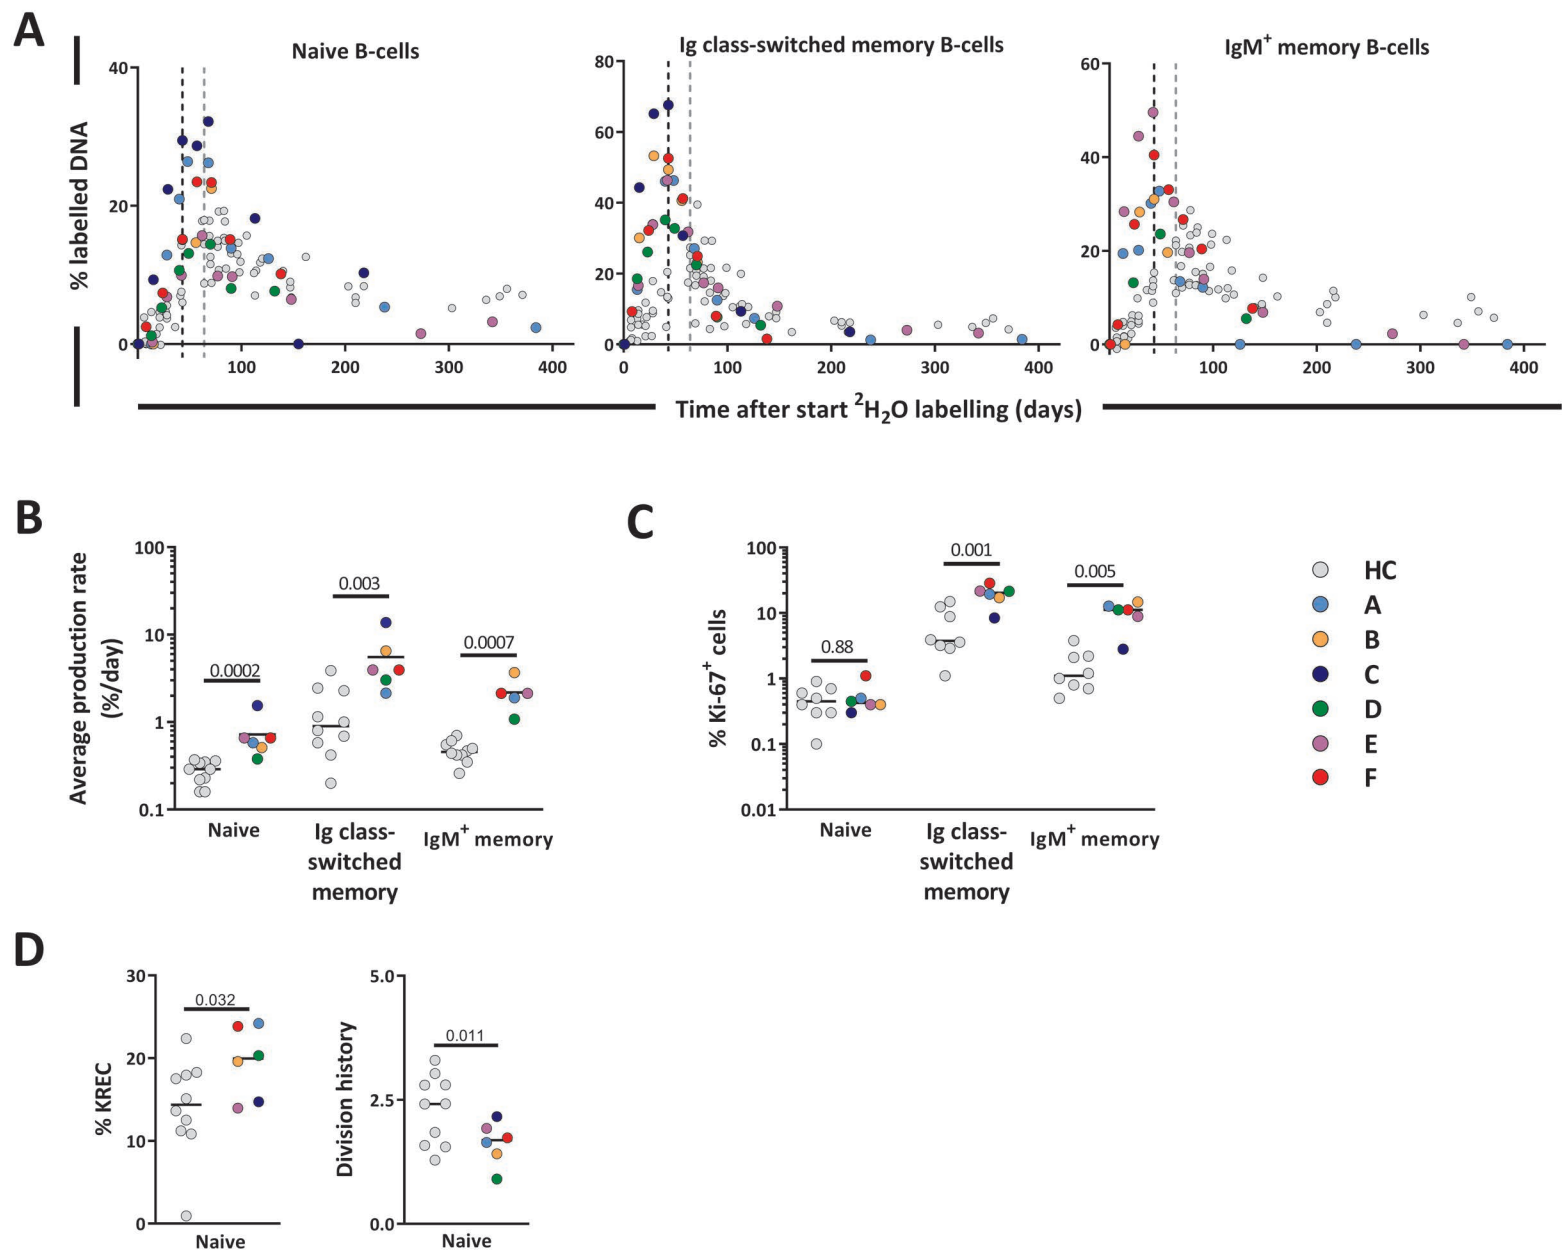 A
Naive B-cells
Ig class-switched memory B-cells
IgM+ memory B-cells
% labelled DNA
40
20
0
100
200
300
400
80
60
40
20
0
0
100
200
300
400
60
40
20
0
100
200
300
400
Time after start 2H2O labelling (days)
B
Average production rate
(%/day)
100
10
1
0.1
0.0002
0.003
0.0007
Naive
Ig class-
switched
memory
IgM+ memory
C
% Ki-67+ cells
100
10
1
0.1
0.01
0.88
0.001
0.005
Naive
Ig class-
switched
memory
IgM+ memory
HC
A
B
C
D
E
F
D
% KREC
30
20
10
0
0.032
Naive
Division history
5.0
2.5
0.0
0.011
Naive